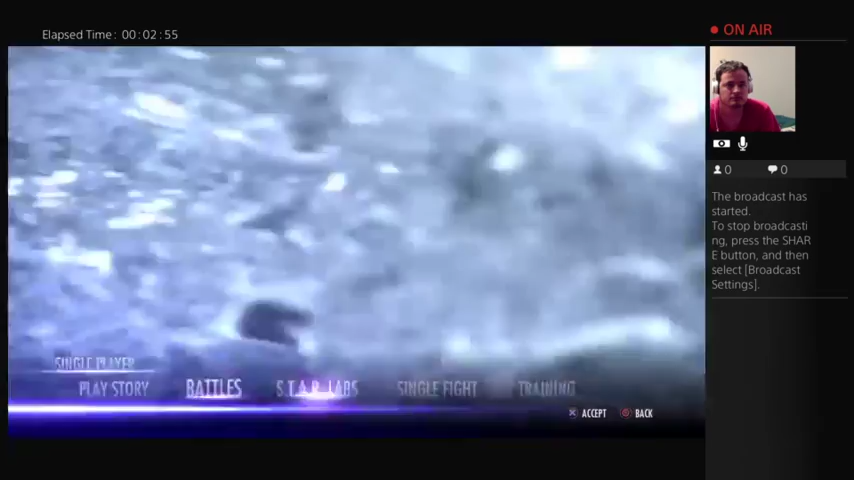 Elapsed Time: 00:02:55
ON AIR
0 0
The broadcast has
started.
To stop broadcasti
ng, press the SHAR
E button, and then
select [Broadcast
Settings].
SINGLE PLAYER
PLAY STORY BATTLES S.T.A.R. LABS SINGLE FIGHT TRAINING
ACCEPT BACK